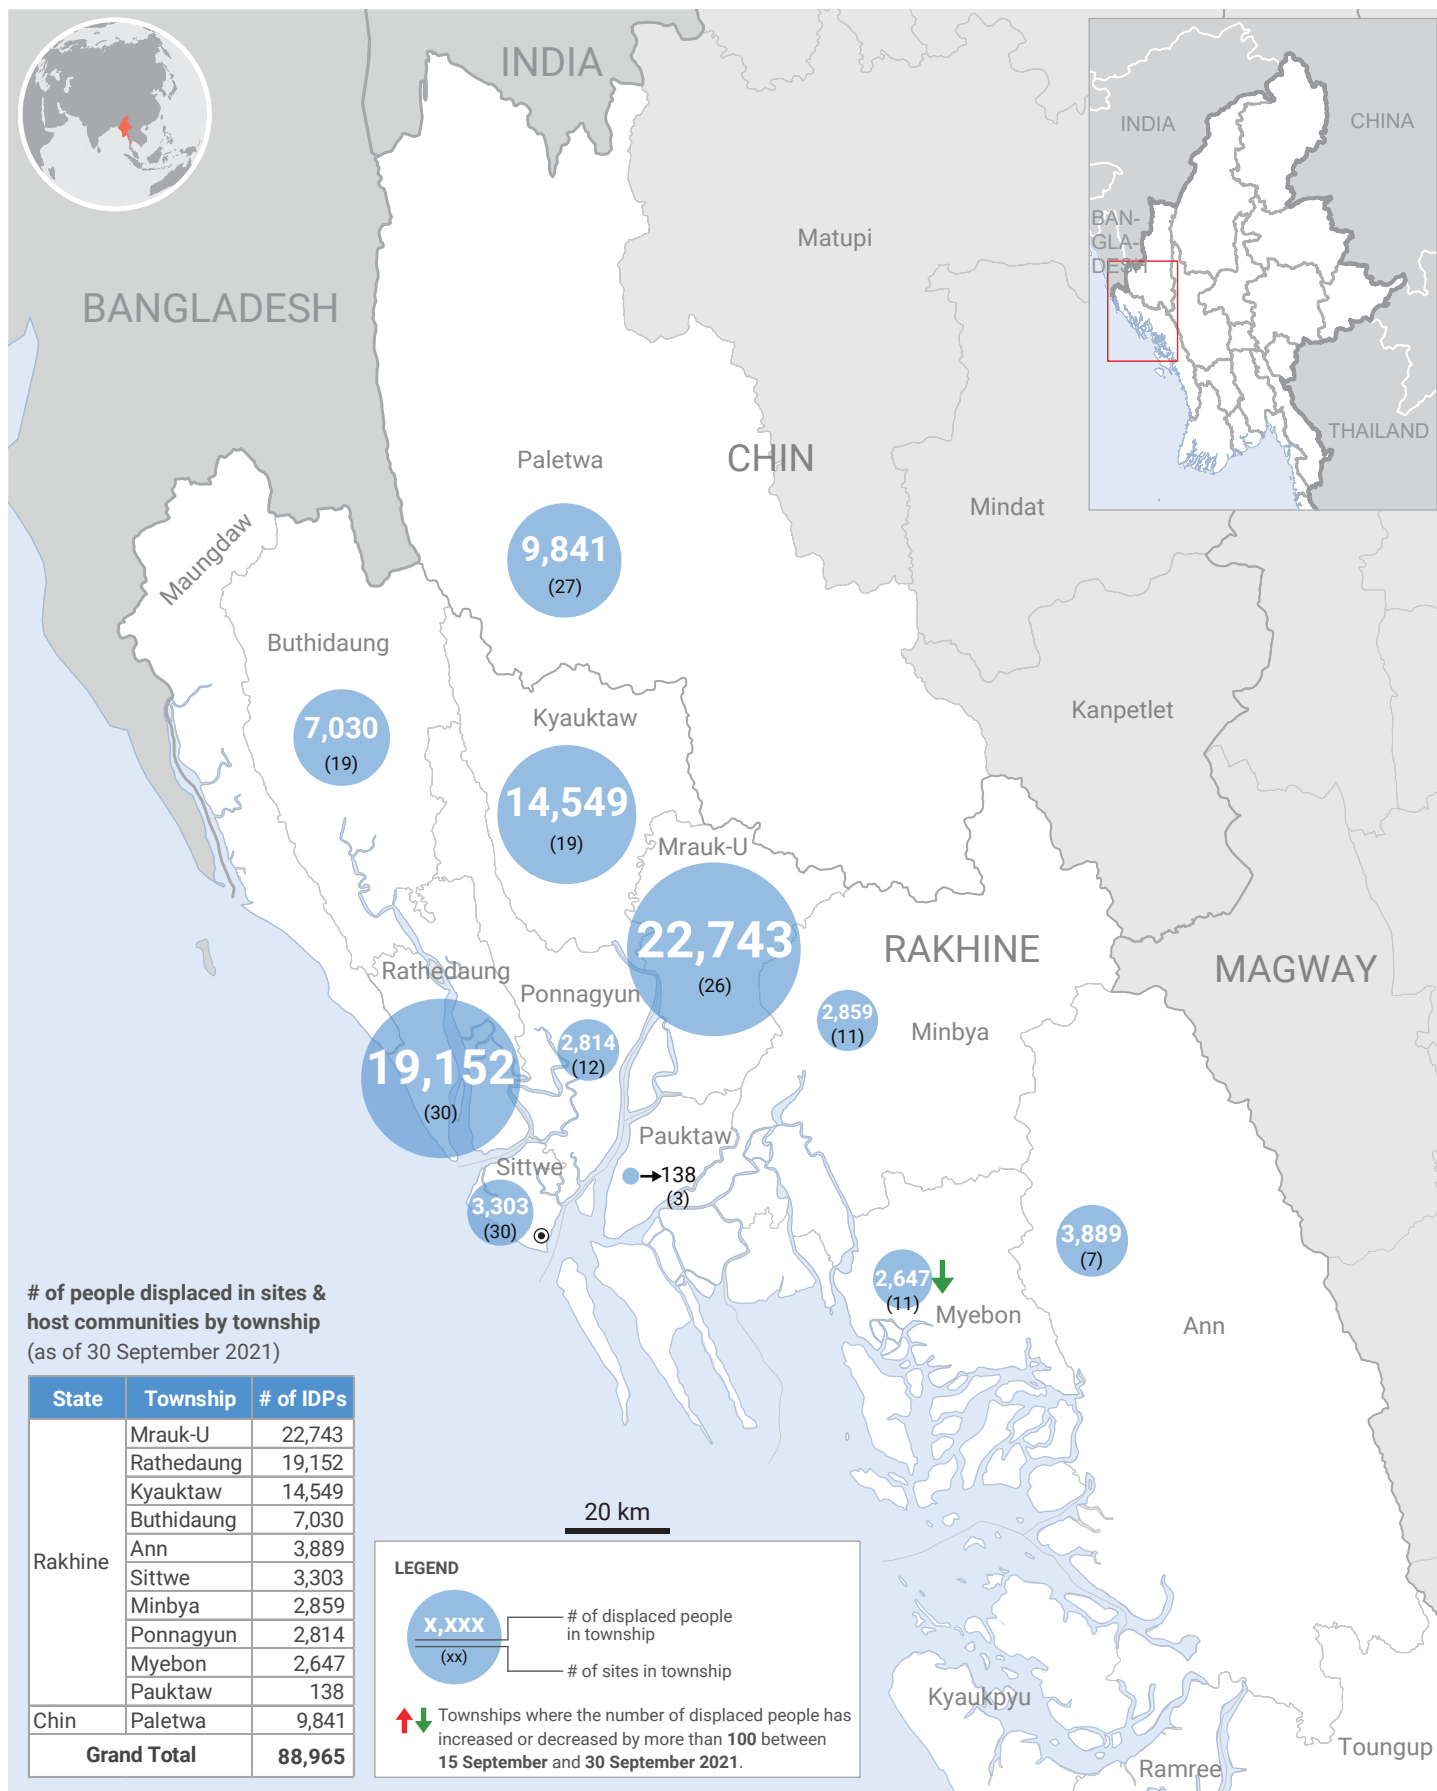 INDIA
INDIA
CHINA
BAN-
GLA-
DESH
THAILAND
BANGLADESH
Matupi
CHIN
Paletwa
9,841
(27)
Mindat
Maungdaw
Buthidaung
7,030
(19)
Kyauktaw
14,549
(19)
Kanpetlet
Mrauk-U
22,743
(26)
RAKHINE
MAGWAY
Rathedaung
19,152
(30)
Ponnagyun
2,814
(12)
2,859
(11)
Minbya
Pauktaw
138
(3)
Sittwe
3,303
(30)
3,889
(7)
2,647
(11)
Myebon
Ann
# of people displaced in sites &
host communities by township
(as of 30 September 2021)
State Township # of IDPs
Mrauk-U 22,743
Rathedaung 19,152
Kyauktaw 14,549
Buthidaung 7,030
Rakhine Ann 3,889
Sittwe 3,303
Minbya 2,859
Ponnagyun 2,814
Myebon 2,647
Pauktaw 138
Chin Paletwa 9,841
Grand Total 88,965
20 km
LEGEND
x,xxx
(xx)
# of displaced people
in township
# of sites in township
Townships where the number of displaced people has
increased or decreased by more than 100 between
15 September and 30 September 2021.
Kyaukpyu
Ramree
Toungup